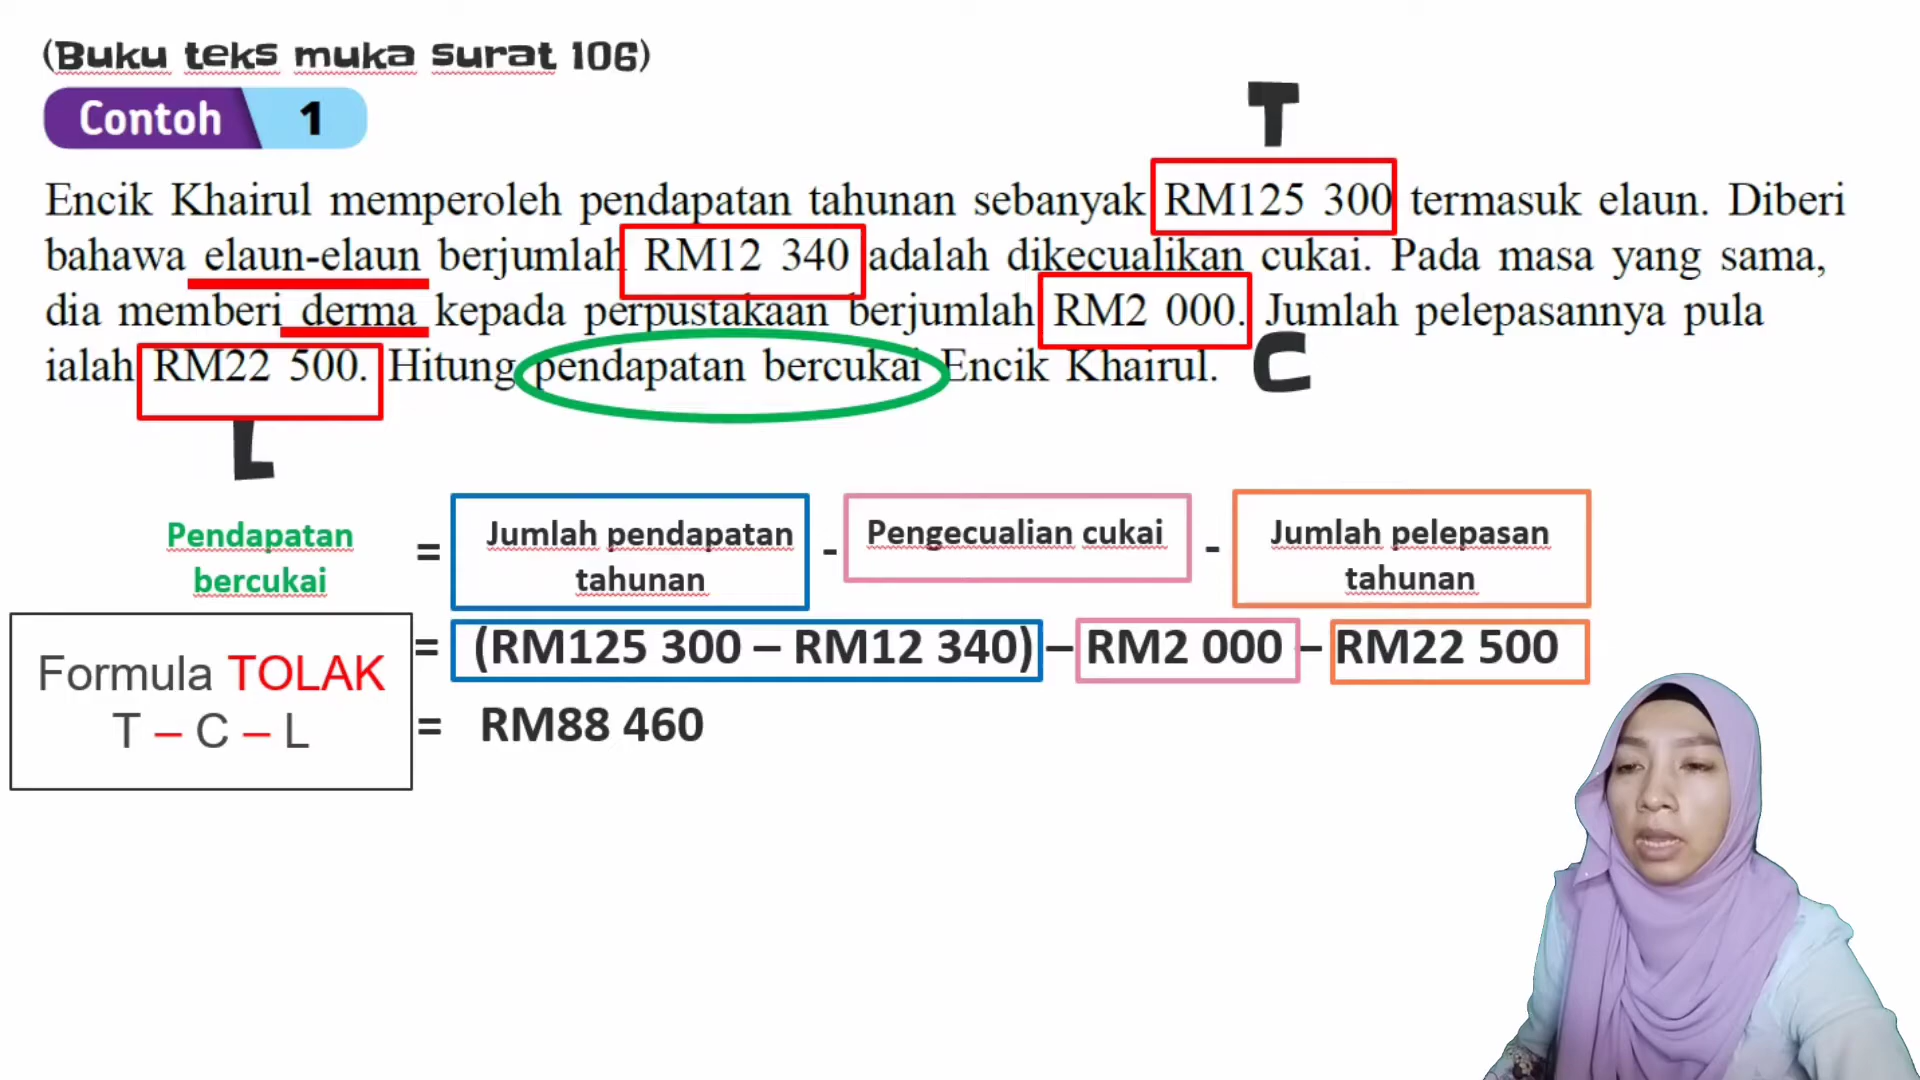 (Buku teks muka surat 106)
Contoh 1
T
Encik Khairul memperoleh pendapatan tahunan sebanyak RM125 300 termasuk elaun. Diberi
bahawa elaun-elaun berjumlah RM12 340 adalah dikecualikan cukai. Pada masa yang sama,
dia memberi derma kepada perpustakaan berjumlah RM2 000. Jumlah pelepasannya pula
ialah RM22 500. Hitung pendapatan bercukai Encik Khairul. C
L
Pendapatan bercukai = Jumlah pendapatan tahunan - Pengecualian cukai - Jumlah pelepasan tahunan
= (RM125 300 – RM12 340) – RM2 000 – RM22 500
Formula TOLAK
T – C – L
= RM88 460